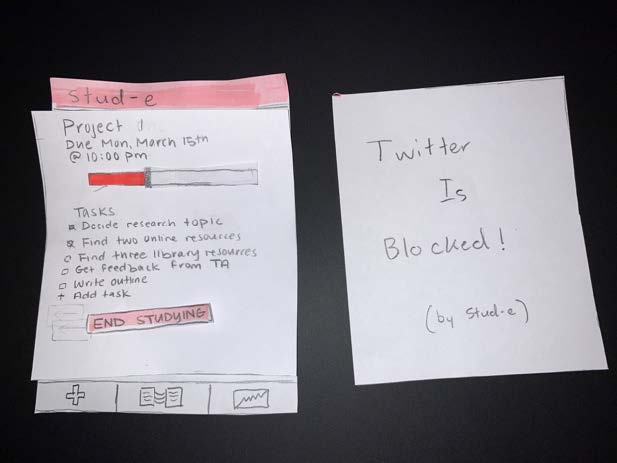 Stud-e
Project
Due Mon, March 15th
@ 10:00 pm
Tasks
Decide research topic
Find two online resources
Find three library resources
Get feedback from TA
Write outline
+ Add task
END STUDYING
Twitter
Is
Blocked!
(by Stud-e)